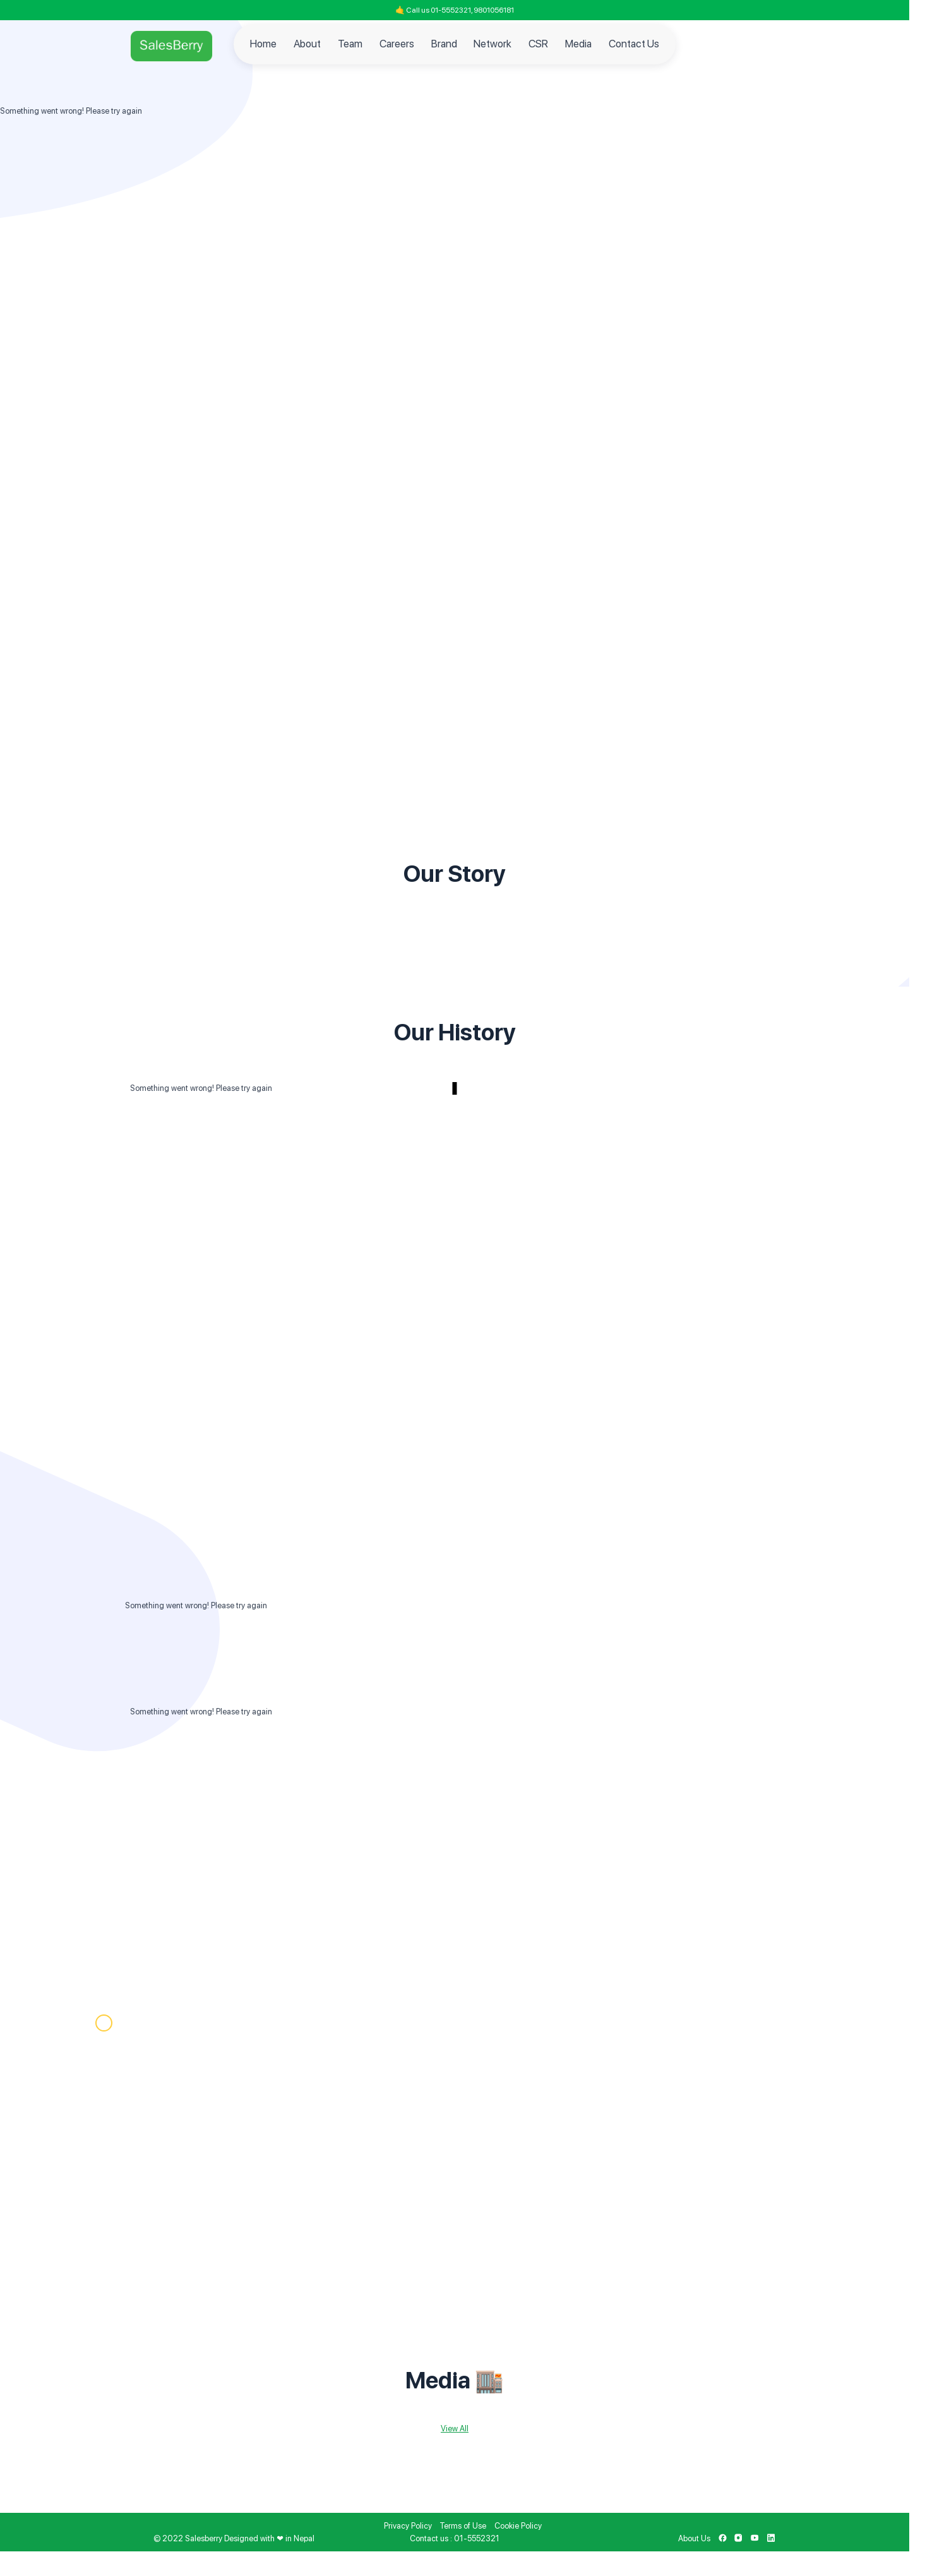 🤙 Call us 01-5552321, 9801056181
SalesBerry
Home About Team Careers Brand Network CSR Media Contact Us
Something went wrong! Please try again
Our Story
Our History
Something went wrong! Please try again
Something went wrong! Please try again
Something went wrong! Please try again
Media 🏬
View All
Privacy Policy Terms of Use Cookie Policy
© 2022 Salesberry Designed with ❤ in Nepal Contact us : 01-5552321 About Us